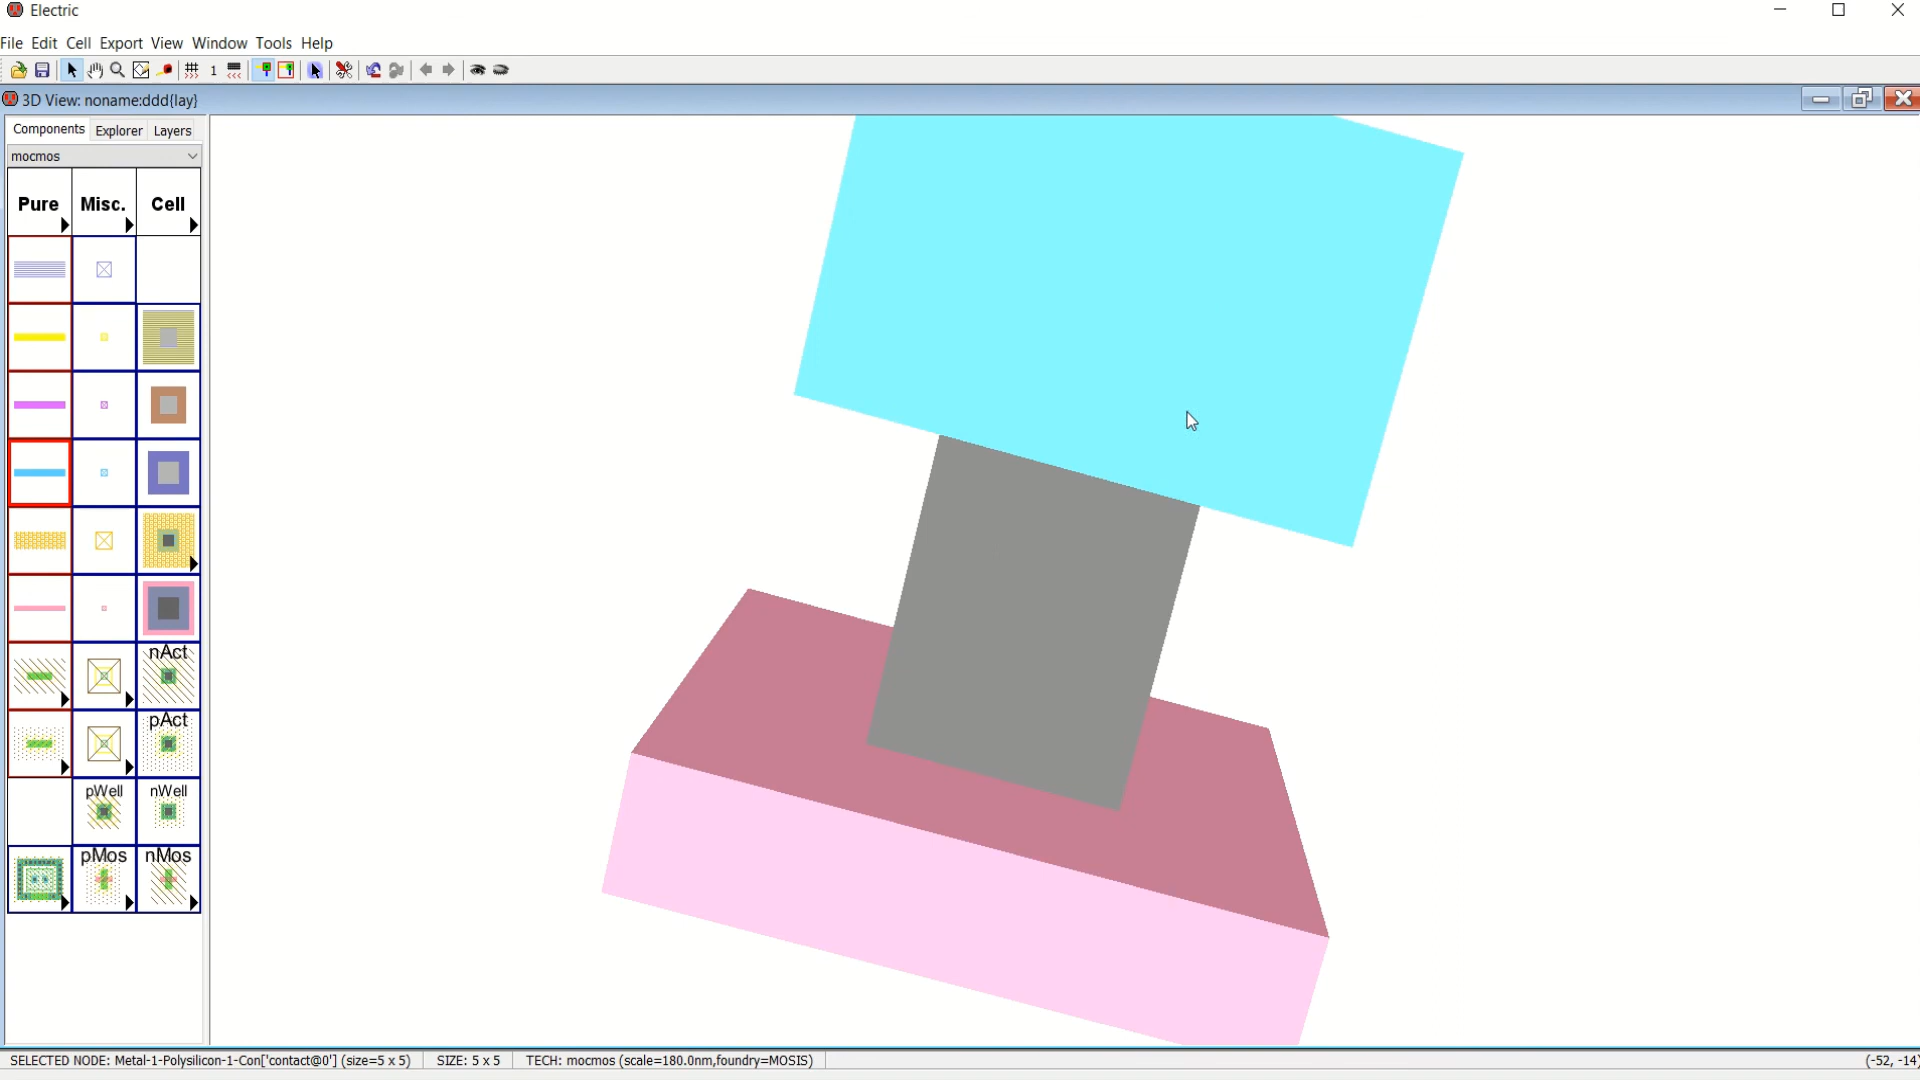 Electric
File Edit Cell Export View Window Tools Help
1
3D View: noname:ddd{lay}
Components Explorer Layers
mocmos
Pure Misc. Cell
nAct
pAct
pWell nWell
pMos nMos
SELECTED NODE: Metal-1-Polysilicon-1-Con['contact@0'] (size=5 x 5) SIZE: 5 x 5 TECH: mocmos (scale=180.0nm,foundry=MOSIS) (-52, -14)